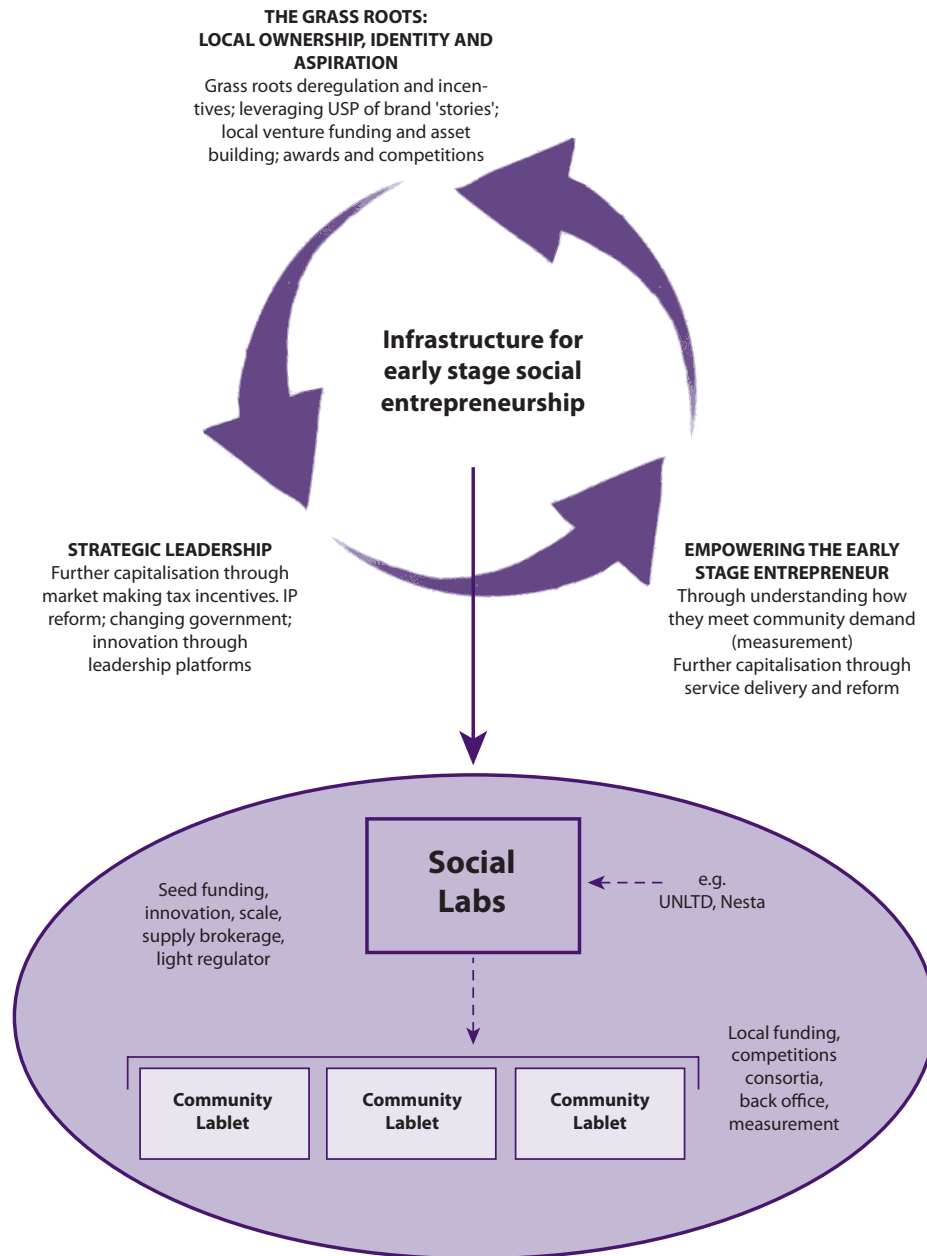 THE GRASS ROOTS:
LOCAL OWNERSHIP, IDENTITY AND
ASPIRATION
Grass roots deregulation and incen-
tives; leveraging USP of brand 'stories';
local venture funding and asset
building; awards and competitions
Infrastructure for
early stage social
entrepreneurship
STRATEGIC LEADERSHIP
Further capitalisation through
market making tax incentives. IP
reform; changing government;
innovation through
leadership platforms
EMPOWERING THE EARLY
STAGE ENTREPRENEUR
Through understanding how
they meet community demand
(measurement)
Further capitalisation through
service delivery and reform
Social
Labs
Seed funding,
innovation, scale,
supply brokerage,
light regulator
e.g.
UNLTD, Nesta
Local funding,
competitions
consortia,
back office,
measurement
Community
Lablet
Community
Lablet
Community
Lablet